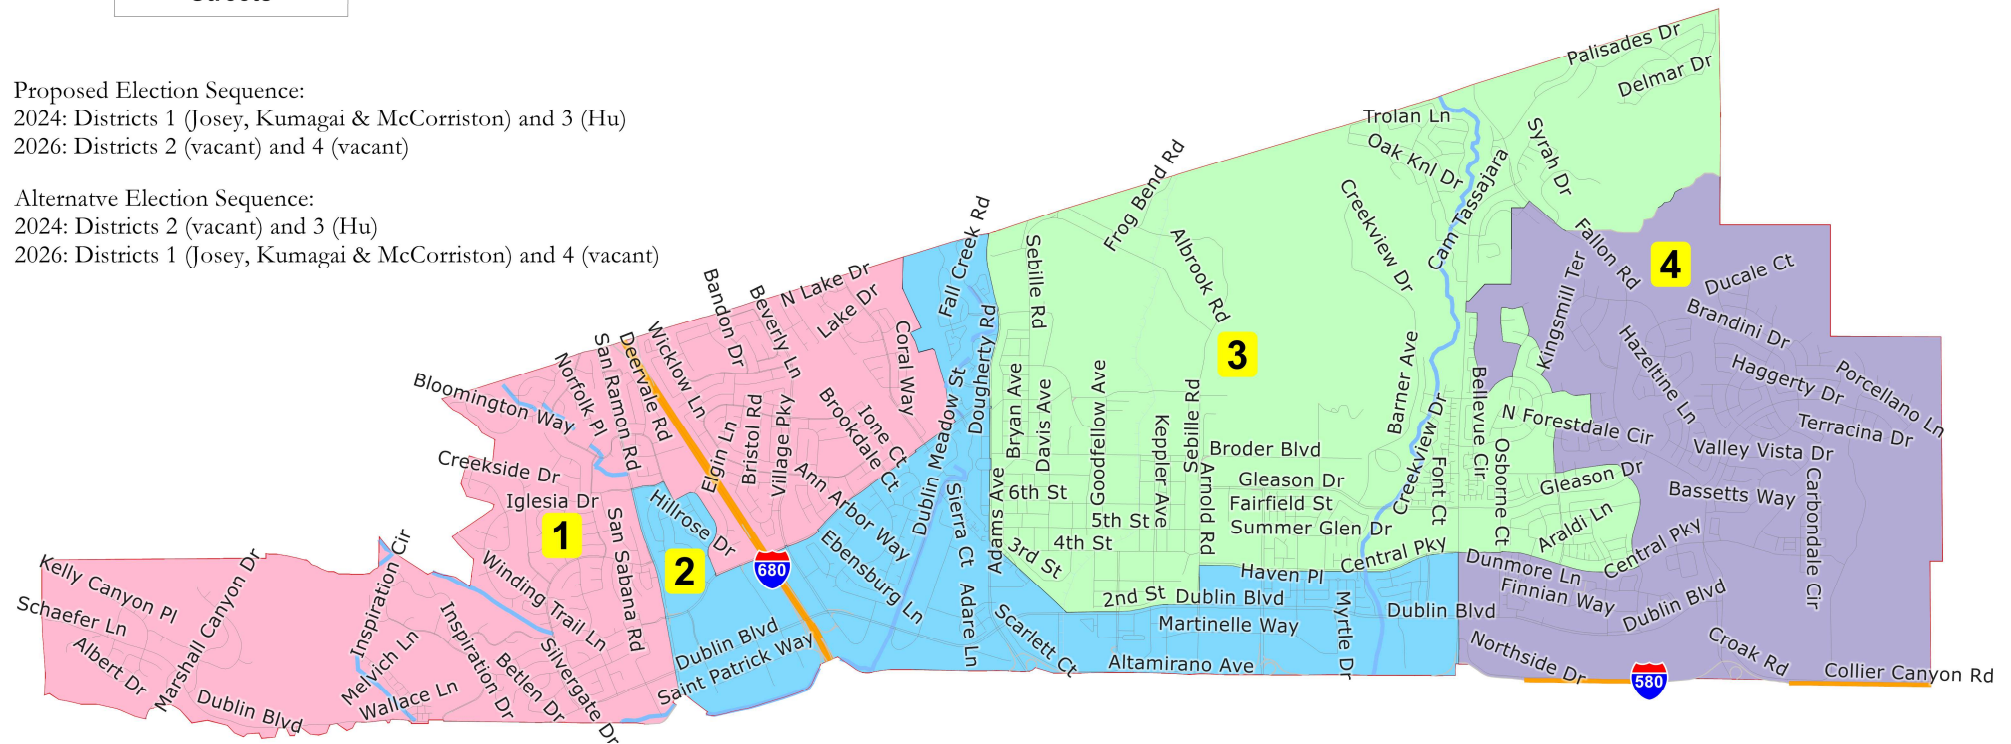 Streets
Proposed Election Sequence:
2024: Districts 1 (Josey, Kumagai & McCorriston) and 3 (Hu)
2026: Districts 2 (vacant) and 4 (vacant)
Alternatve Election Sequence:
2024: Districts 2 (vacant) and 3 (Hu)
2026: Districts 1 (Josey, Kumagai & McCorriston) and 4 (vacant)
Palisades Dr
Delmar Dr
Trolan Ln
Oak Knl Dr
Syrah Dr
Cam Tassajara
Creekview Dr
Frog Bend Rd
Albrook Rd
Fall Creek Rd
Sebille Rd
Fallon Rd
4
Ducale Ct
Kingsmill Ter
Brandini Dr
Hazeltine Ln
Haggerty Dr
Porcellano Ln
Terracina Dr
Valley Vista Dr
Bassetts Way
Carbondale Cir
N Lake Dr
Lake Dr
Bandon Dr
Beverly Ln
Coral Way
Wicklow Ln
Deervale Rd
San Ramon Rd
Norfolk Pl
Bloomington Way
Dougherty Rd
3
Barner Ave
Bellevue Cir
N Forestdale Cir
Osborne Ct
Gleason Dr
Araldi Ln
Central Pky
Bryan Ave
Davis Ave
Goodfellow Ave
Keppler Ave
Sebille Rd
Arnold Rd
Broder Blvd
Gleason Dr
Fairfield St
Summer Glen Dr
Creekview Dr
Font Ct
Central Pky
6th St
5th St
4th St
3rd St
2nd St
Adams Ave
Dublin Meadow St
Sierra Ct
Ione Ct
Brookdale Ct
Elgin Ln
Bristol Rd
Village Pky
Ann Arbor Way
Ebensburg Ln
Creekside Dr
Iglesia Dr
1
Hillrose Dr
2
680
San Sabana Rd
Winding Trail Ln
Inspiration Cir
Inspiration Dr
Kelly Canyon Pl
Schaefer Ln
Albert Dr
Marshall Canyon Dr
Dublin Blvd
Melvich Ln
Wallace Ln
Betlen Dr
Silvergate Dr
Dublin Blvd
Saint Patrick Way
Adare Ln
Scarlett Ct
Haven Pl
Dublin Blvd
Martinelle Way
Altamirano Ave
Myrtle Dr
Dublin Blvd
Dunmore Ln
Finnian Way
Dublin Blvd
Northside Dr
580
Croak Rd
Collier Canyon Rd